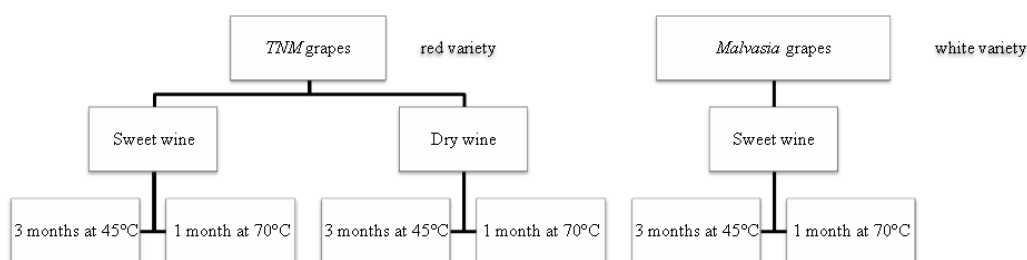 TNM grapes
red variety
Malvasia grapes
white variety
Sweet wine
Dry wine
Sweet wine
3 months at 45°C
1 month at 70°C
3 months at 45°C
1 month at 70°C
3 months at 45°C
1 month at 70°C